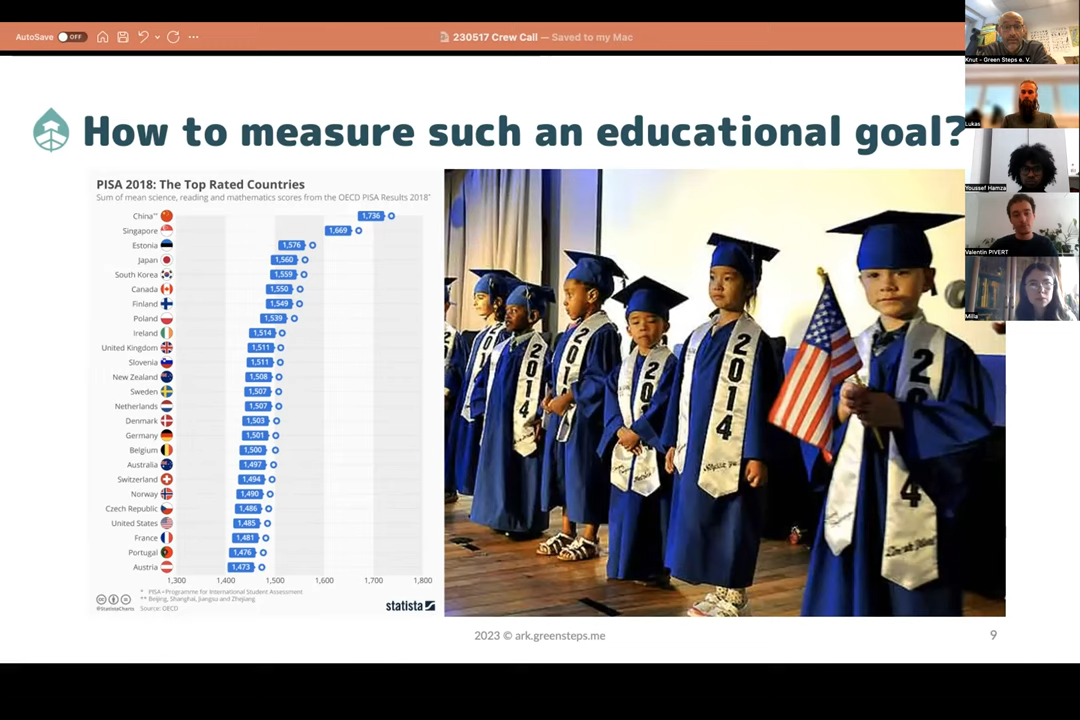 AutoSave OFF
230517 Crew Call — Saved to my Mac
How to measure such an educational goal?
PISA 2018: The Top Rated Countries
Sum of mean science, reading and mathematics scores from the OECD PISA Results 2018*
China** 1,736
Singapore 1,669
Estonia 1,576
Japan 1,560
South Korea 1,559
Canada 1,550
Finland 1,549
Poland 1,539
Ireland 1,514
United Kingdom 1,511
Slovenia 1,511
New Zealand 1,508
Sweden 1,507
Netherlands 1,507
Denmark 1,503
Germany 1,501
Belgium 1,500
Australia 1,497
Switzerland 1,494
Norway 1,490
Czech Republic 1,486
United States 1,485
France 1,481
Portugal 1,476
Austria 1,473
1,300 1,400 1,500 1,600 1,700 1,800
* PISA=Programme for International Student Assessment
** Beijing, Shanghai, Jiangsu and Zhejiang
@StatistaCharts Source: OECD
statista
2014
2014
2014
2023 © ark.greensteps.me
9
Knut - Green Steps e. V.
Lukas
Youssef Hamza
Valentin PIVERT
Milla